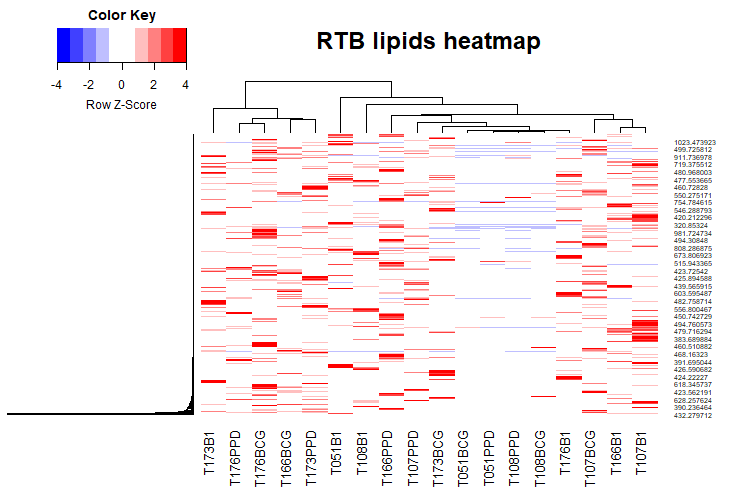 Color Key
-4 -2 0 2 4
Row Z-Score
RTB lipids heatmap
1023.473923
499.725812
911.736978
719.375512
480.968003
477.553665
460.72828
550.275171
754.784615
546.288793
420.212296
320.85324
981.724734
494.30848
808.286875
673.806923
515.943365
423.72542
425.894588
439.565915
603.595487
482.758714
556.800467
450.742729
494.760573
479.716294
383.689884
460.510882
468.16323
391.695044
426.590682
424.22227
618.345737
423.562191
628.257624
390.236464
432.279712
T173B1
T176PPD
T176BCG
T166BCG
T173PPD
T051B1
T108B1
T166PPD
T107PPD
T173BCG
T051BCG
T051PPD
T108PPD
T108BCG
T176B1
T107BCG
T166B1
T107B1